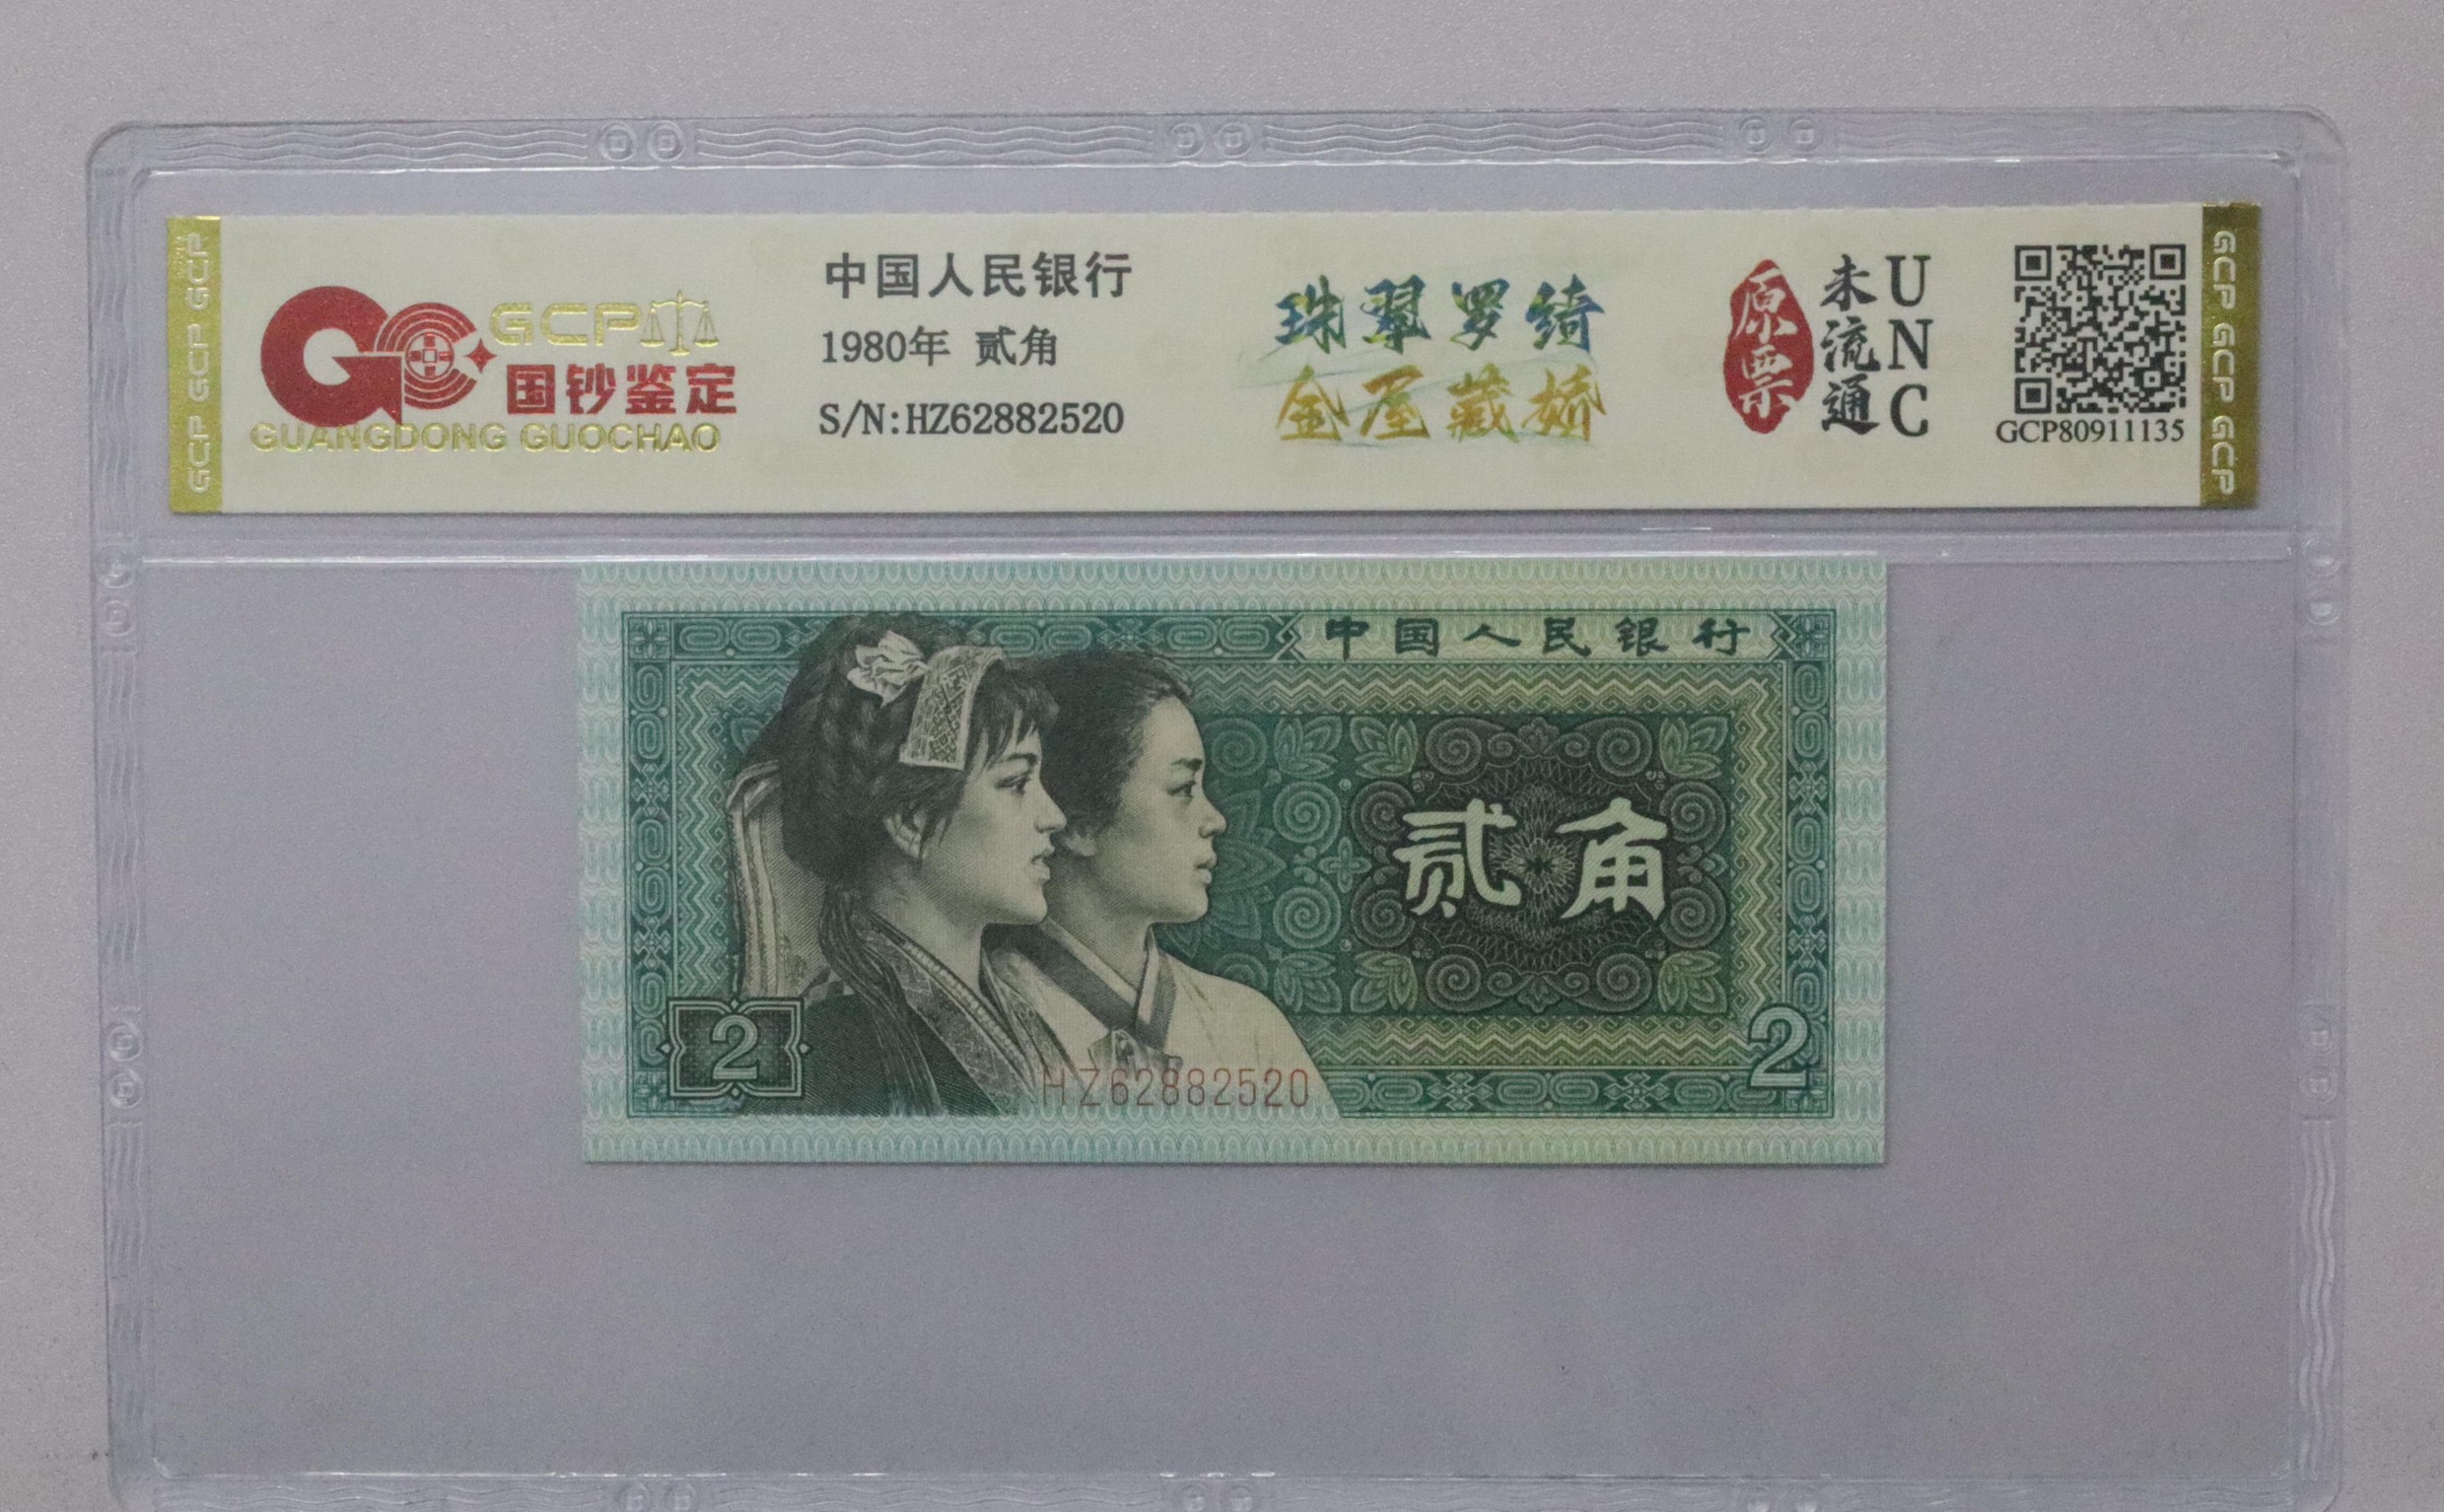 GCP GCP GCP
GCP
国钞鉴定
GUANGDONG GUOCHAO
中国人民银行
1980年 贰角
S/N:HZ62882520
珠翠罗绮
金屋藏娇
原票
未流通
UNC
GCP80911135
GCP GCP GCP
中国人民银行
贰角
2
2
HZ62882520